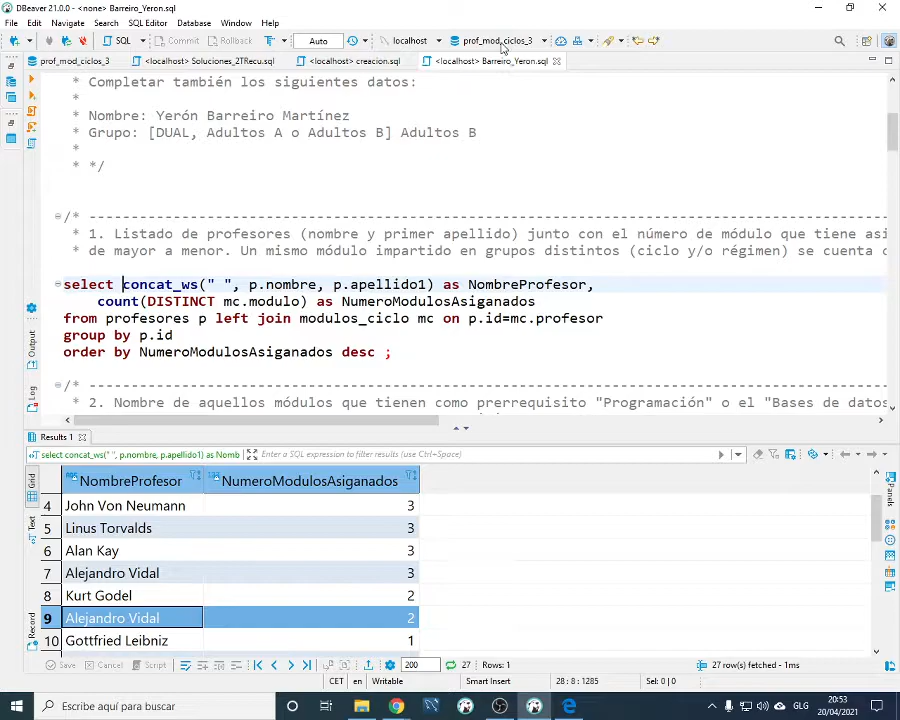 DBeaver 21.0.0 - <none> Barreiro_Yeron.sql
File Edit Navigate Search SQL Editor Database Window Help
SQL Commit Rollback Auto localhost prof_mod_ciclos_3
prof_mod_ciclos_3 <localhost> Soluciones_2TRecu.sql <localhost> creacion.sql <localhost> Barreiro_Yeron.sql
* Completar también los siguientes datos:
*
* Nombre: Yerón Barreiro Martínez
* Grupo: [DUAL, Adultos A o Adultos B] Adultos B
*
* */
/* ---------------------------------------------------------------------------
* 1. Listado de profesores (nombre y primer apellido) junto con el número de módulo que tiene asi
* de mayor a menor. Un mismo módulo impartido en grupos distintos (ciclo y/o régimen) se cuenta c
select concat_ws(" ", p.nombre, p.apellido1) as NombreProfesor,
count(DISTINCT mc.modulo) as NumeroModulosAsiganados
from profesores p left join modulos_ciclo mc on p.id=mc.profesor
group by p.id
order by NumeroModulosAsiganados desc ;
/* ---------------------------------------------------------------------------
* 2. Nombre de aquellos módulos que tienen como prerrequisito "Programación" o el "Bases de datos
Output
Log
Results 1
select concat_ws(" ", p.nombre, p.apellido1) as Nomb Enter a SQL expression to filter results (use Ctrl+Space)
Grid
Text
Record
Panels
NombreProfesor NumeroModulosAsiganados
4 John Von Neumann 3
5 Linus Torvalds 3
6 Alan Kay 3
7 Alejandro Vidal 3
8 Kurt Godel 2
9 Alejandro Vidal 2
10 Gottfried Leibniz 1
Save Cancel Script 200 27 Rows: 1 27 row(s) fetched - 1ms
CET en Writable Smart Insert 28 : 8 : 1285 Sel: 0 | 0
Escribe aquí para buscar GLG 20:53
20/04/2021